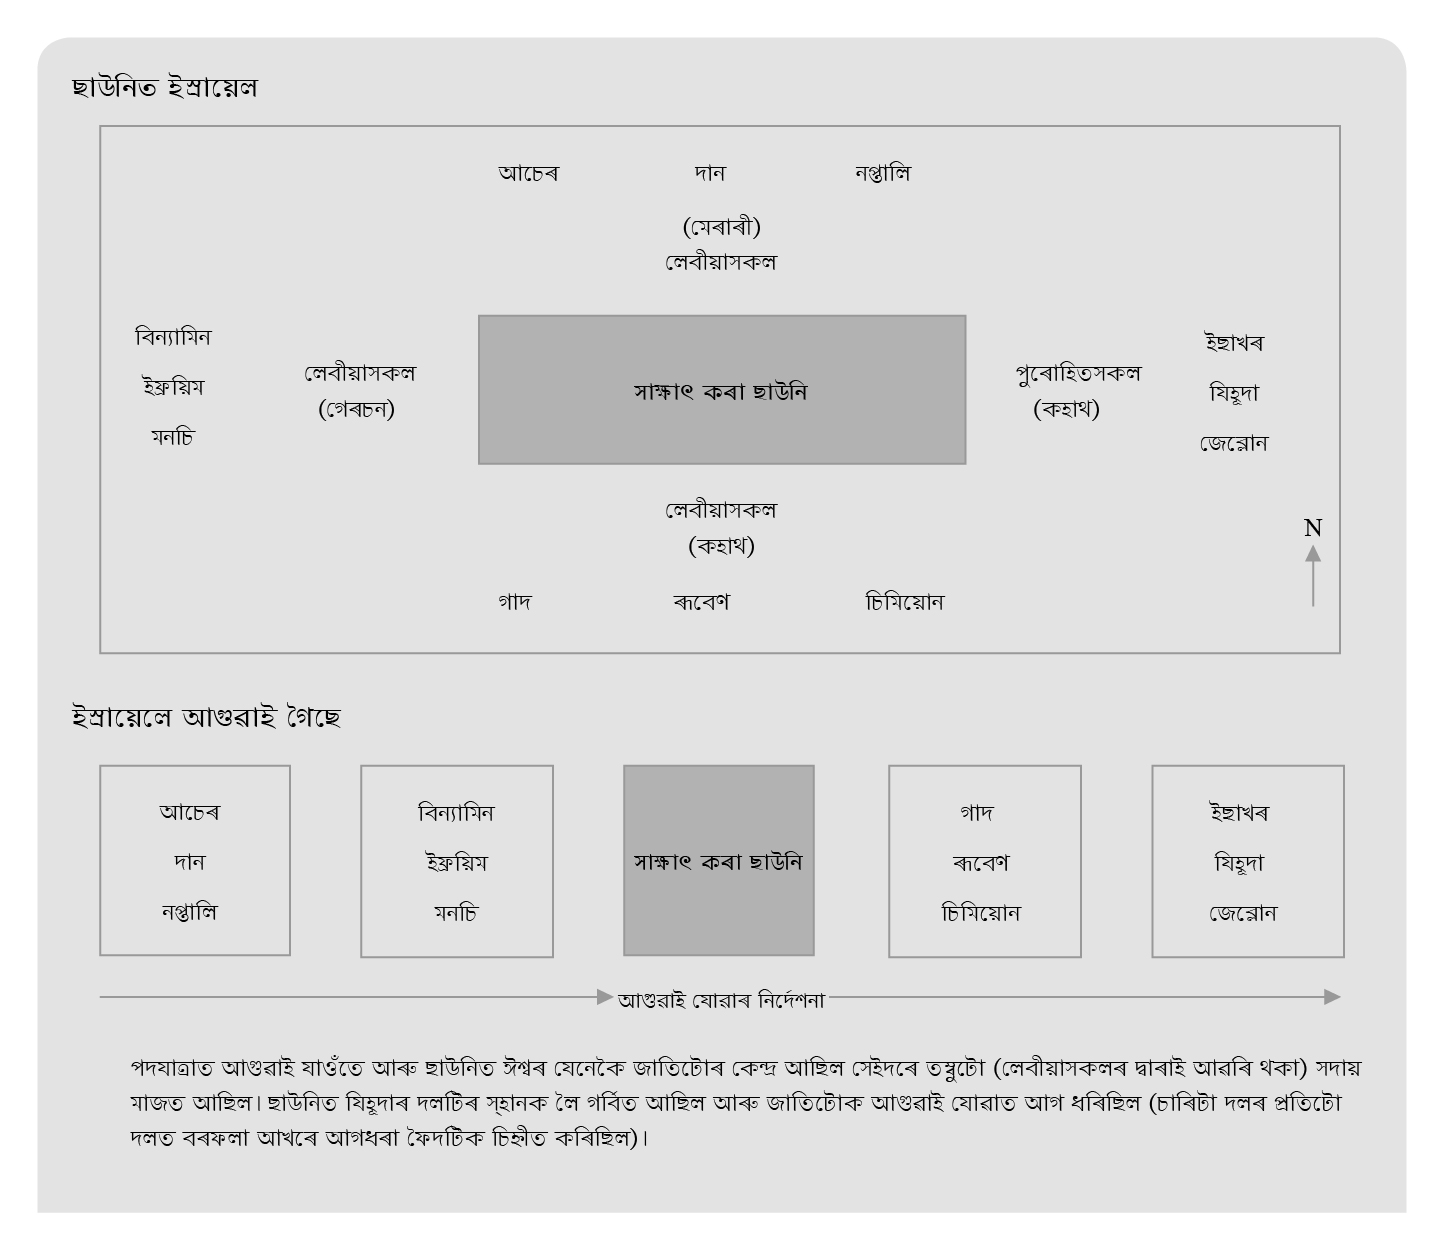 ছাউনিত ইস্ৰায়েল
আচেৰ দান নপ্তালি
(মেৰাৰী)
লেবীয়াসকল
বিন্যামিন
ইফ্ৰয়িম
মনচি
লেবীয়াসকল
(গেৰচন)
সাক্ষাৎ কৰা ছাউনি
পুৰোহিতসকল
(কহাথ)
ইছাখৰ
যিহূদা
জেব্লোন
লেবীয়াসকল
(কহাথ)
N
গাদ ৰূবেণ চিমিয়োন
ইস্ৰায়েলে আগুৱাই গৈছে
আচেৰ
দান
নপ্তালি
বিন্যামিন
ইফ্ৰয়িম
মনচি
সাক্ষাৎ কৰা ছাউনি
গাদ
ৰূবেণ
চিমিয়োন
ইছাখৰ
যিহূদা
জেব্লোন
আগুৱাই যোৱাৰ নিৰ্দেশনা
পদযাত্ৰাত আগুৱাই যাওঁতে আৰু ছাউনিত ঈশ্বৰ যেনেকৈ জাতিটোৰ কেন্দ্ৰ আছিল সেইদৰে তম্বুটো (লেবীয়াসকলৰ দ্বাৰাই আৱৰি থকা) সদায়
মাজত আছিল। ছাউনিত যিহূদাৰ দলটিৰ স্হানক লৈ গৰ্বিত আছিল আৰু জাতিটোক আগুৱাই যোৱাত আগ ধৰিছিল (চাৰিটা দলৰ প্ৰতিটো
দলত বৰফলা আখৰে আগধৰা ফৈদটিক চিহ্নীত কৰিছিল)।